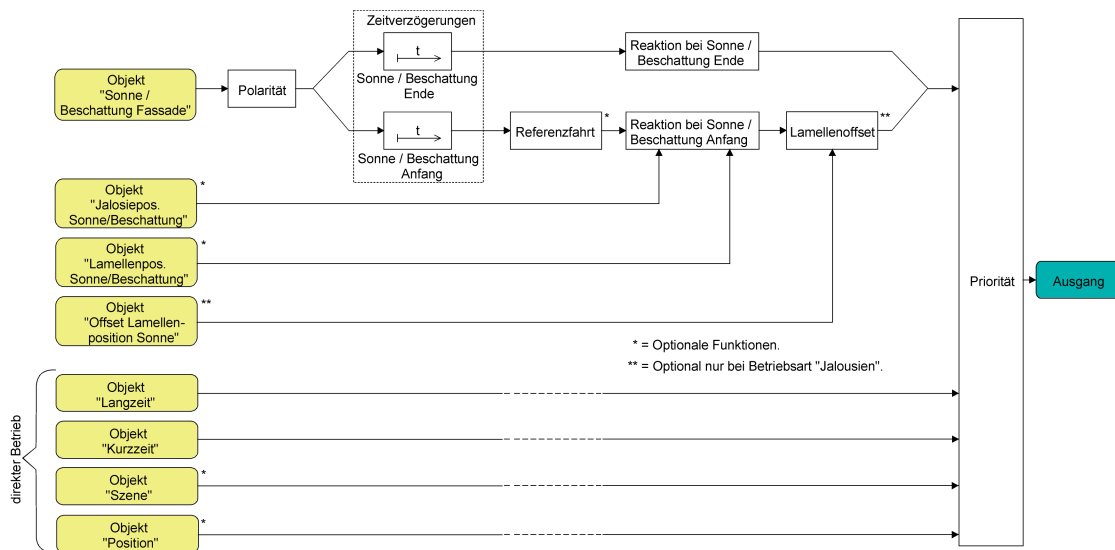 Zeitverzögerungen
t
Sonne / Beschattung
Ende
Reaktion bei Sonne /
Beschattung Ende
Objekt
"Sonne /
Beschattung Fassade"
Polarität
t
Sonne / Beschattung
Anfang
Referenzfahrt
*
Reaktion bei Sonne /
Beschattung Anfang
Lamellenoffset
**
Objekt
"Jalosiepos.
Sonne/Beschattung"
*
Objekt
"Lamellenpos.
Sonne/Beschattung"
*
Objekt
"Offset Lamellen-
position Sonne"
**
Priorität
Ausgang
* = Optionale Funktionen.
** = Optional nur bei Betriebsart "Jalousien".
direkter Betrieb
Objekt
"Langzeit"
Objekt
"Kurzzeit"
Objekt
"Szene"
*
Objekt
"Position"
*